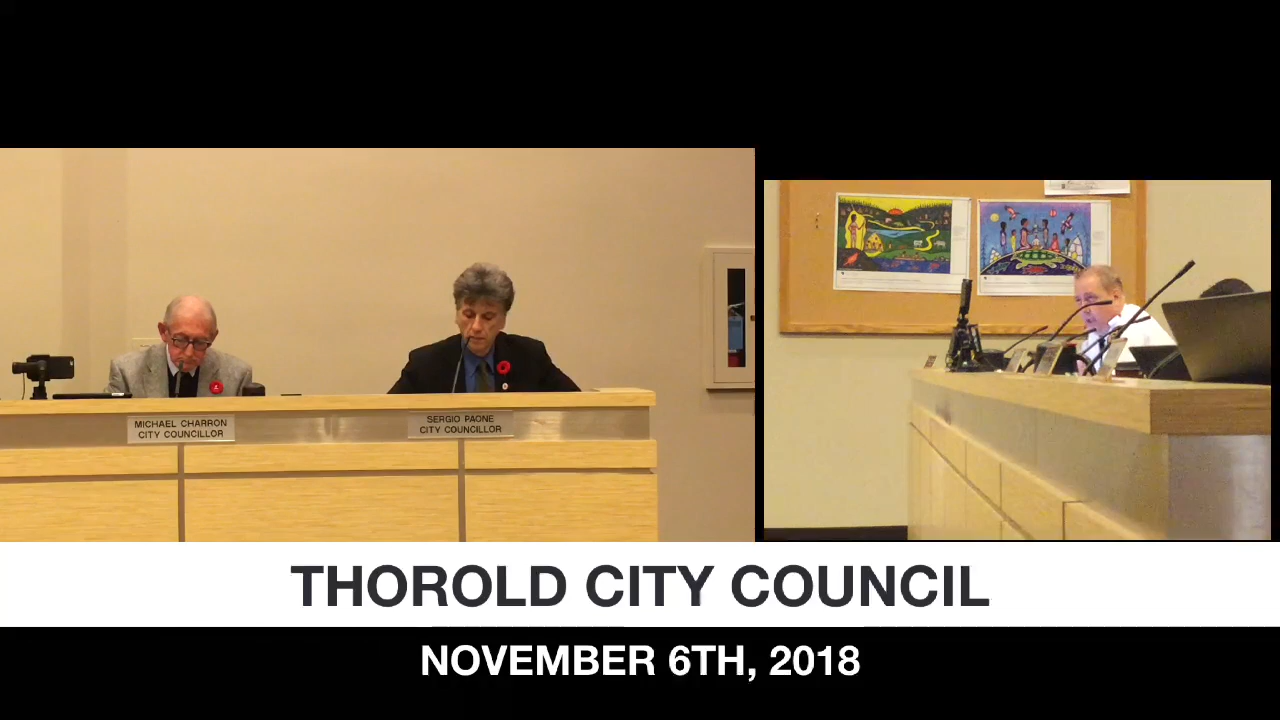 MICHAEL CHARRON
CITY COUNCILLOR
SERGIO PAONE
CITY COUNCILLOR
THOROLD CITY COUNCIL
NOVEMBER 6TH, 2018